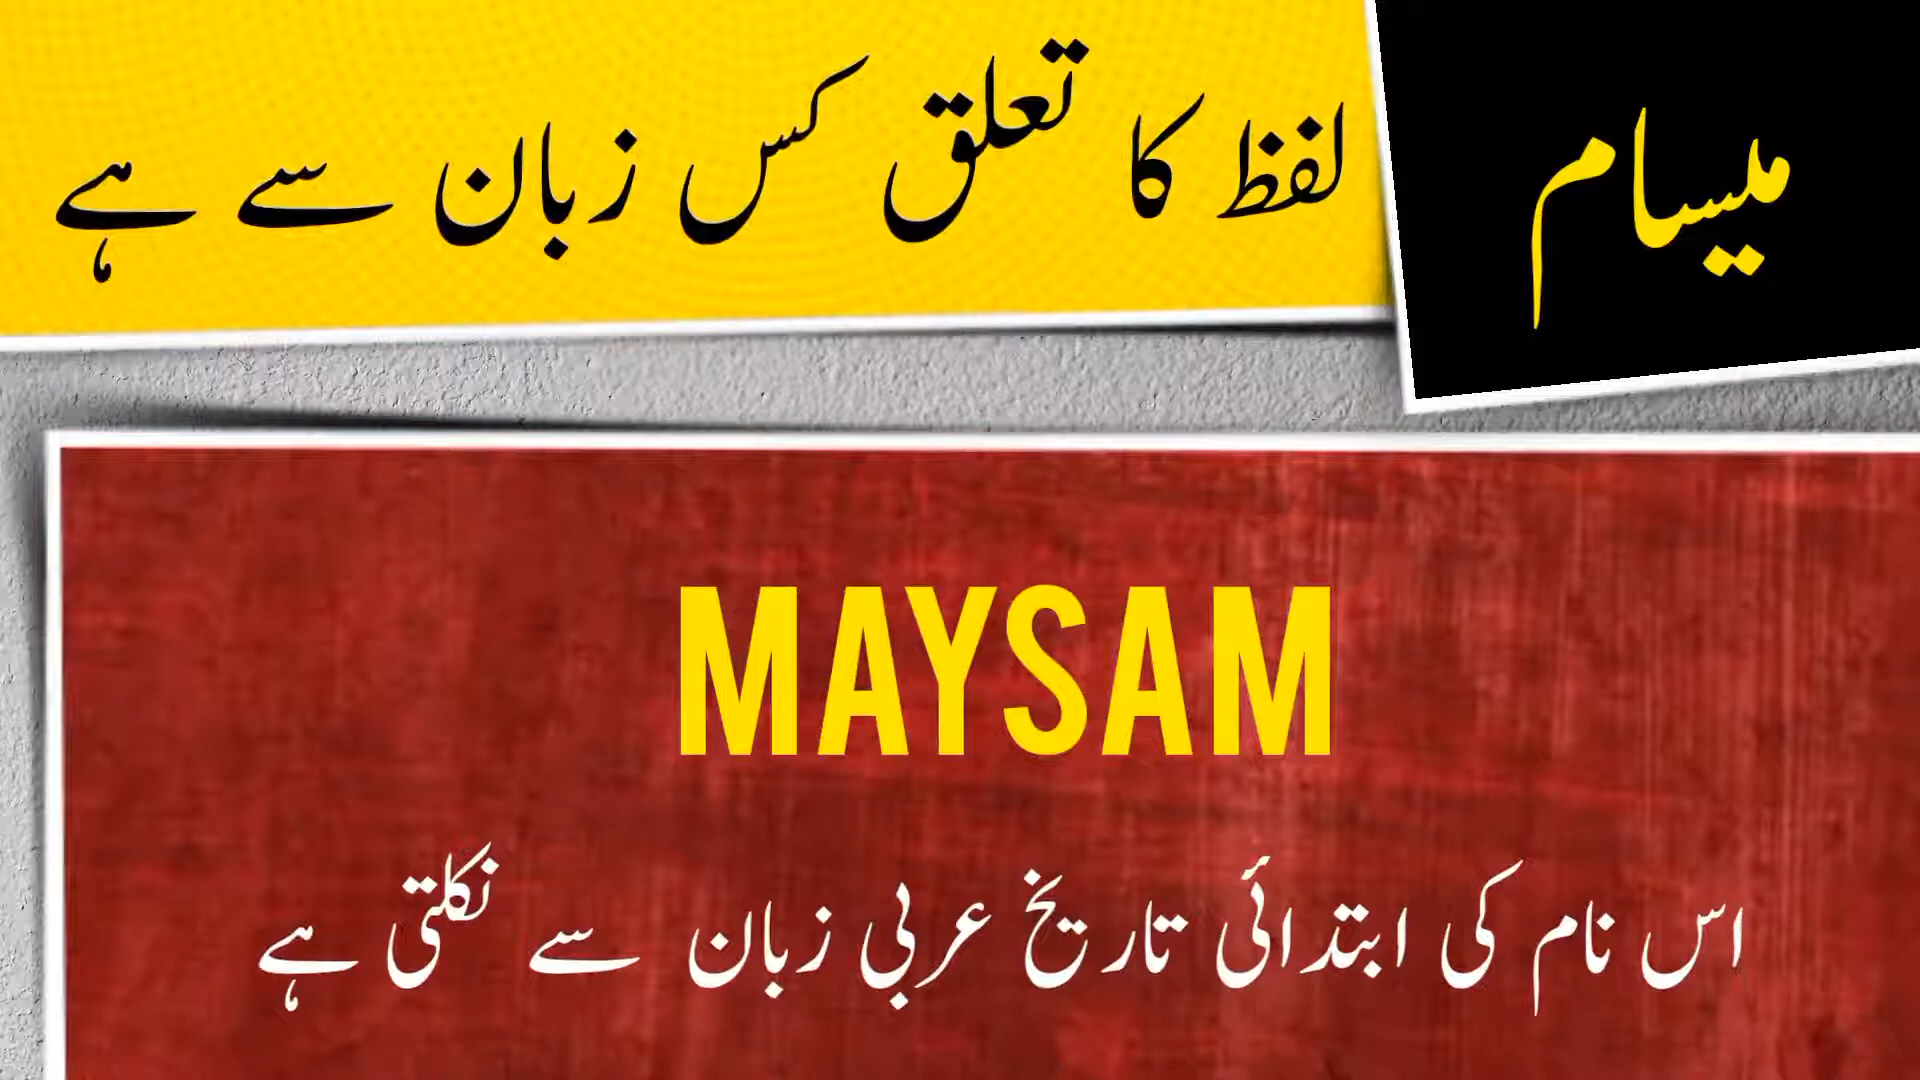 میسام لفظ کا تعلق کس زبان سے ہے
MAYSAM
اس نام کی ابتدائی تاریخ عربی زبان سے نکلتی ہے